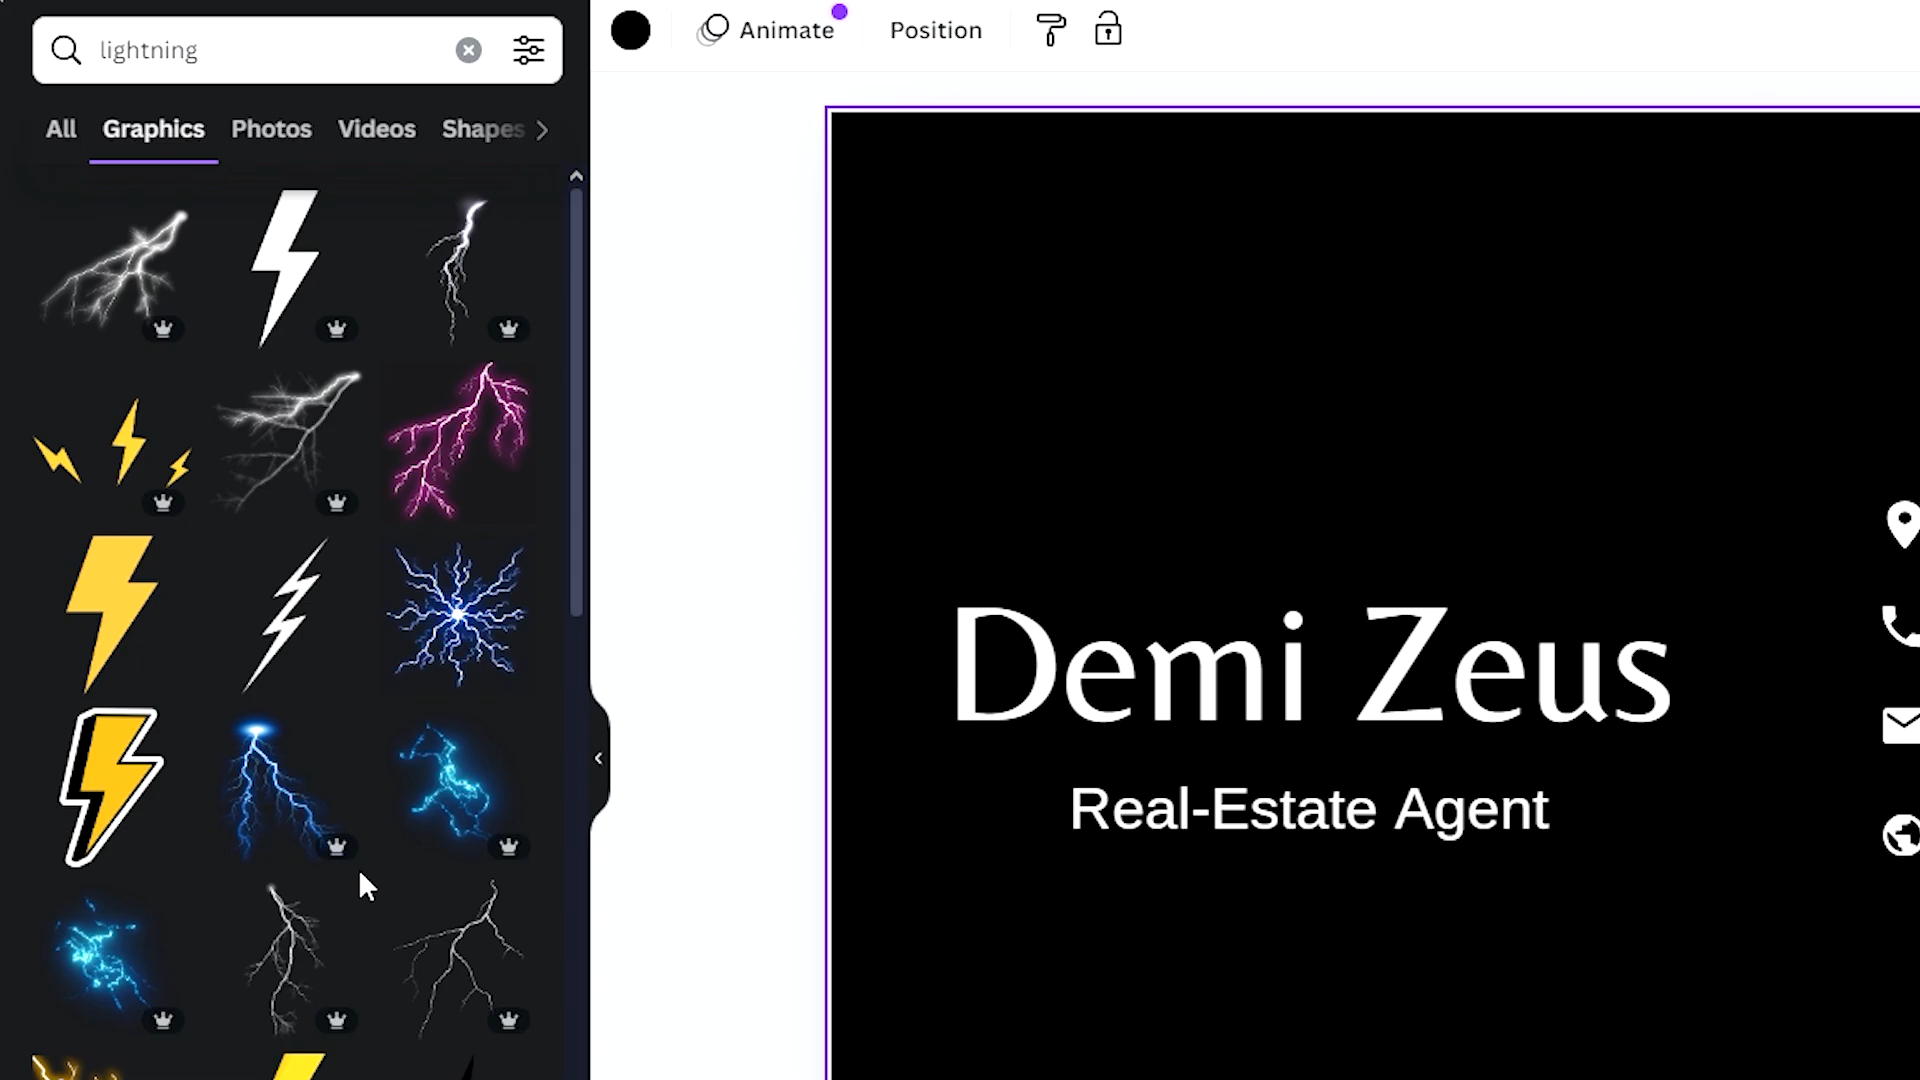 lightning
Animate
Position
All
Graphics
Photos
Videos
Shapes
Demi Zeus
Real-Estate Agent